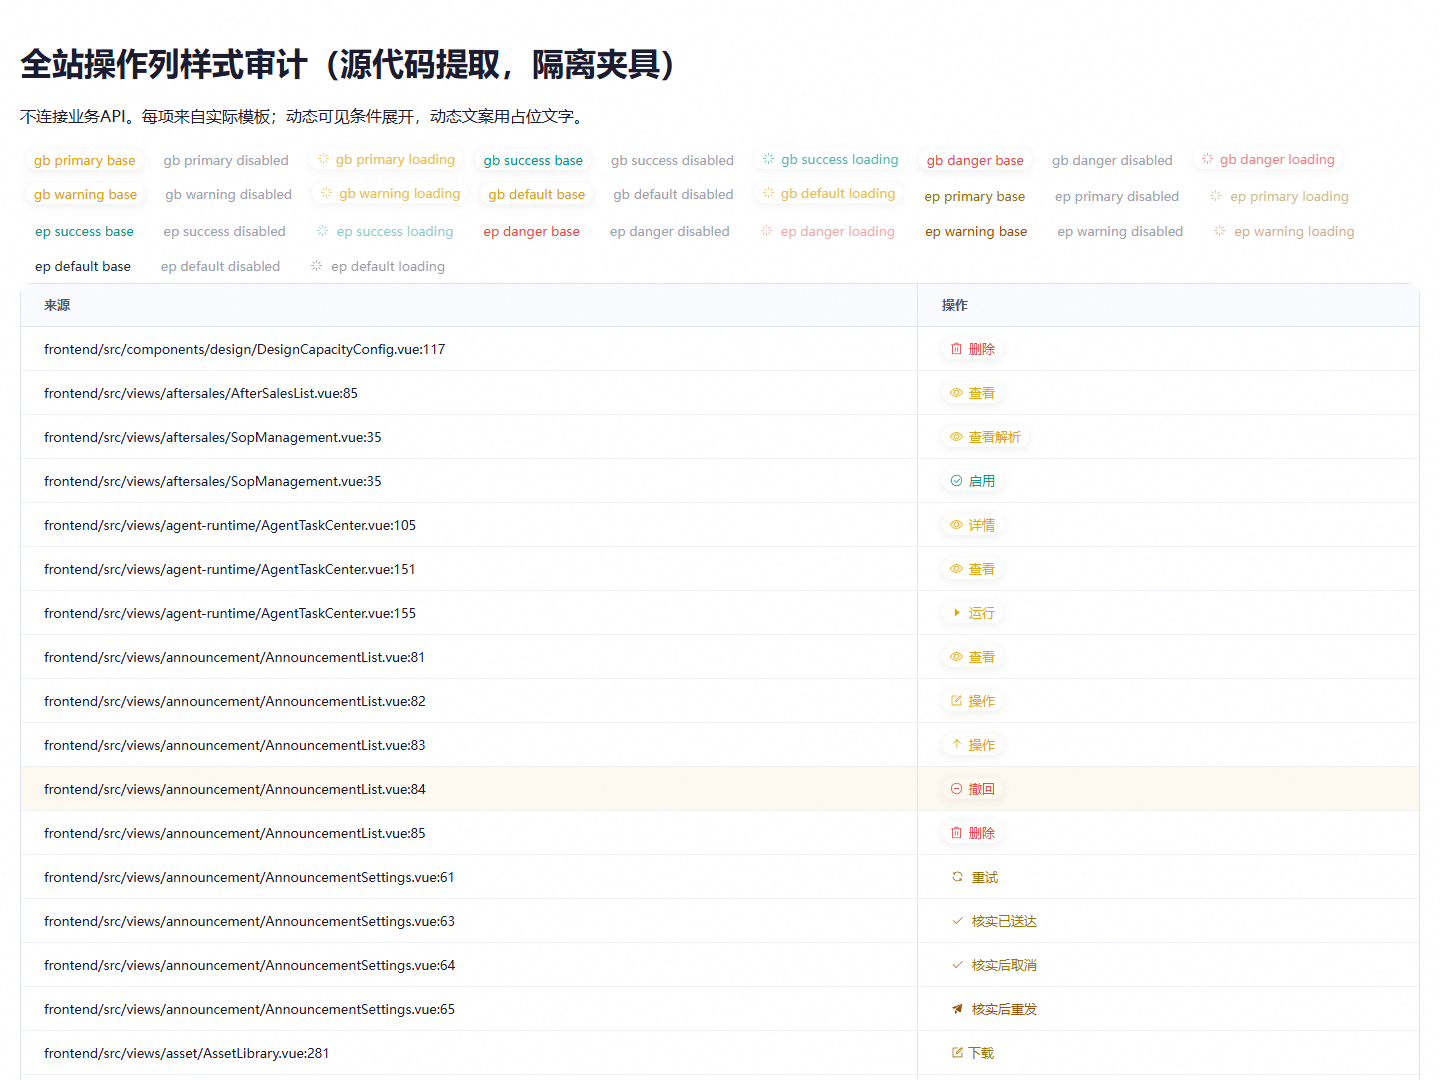 全站操作列样式审计（源代码提取，隔离夹具）
不连接业务API。每项来自实际模板；动态可见条件展开，动态文案用占位文字。
gb primary base gb primary disabled gb primary loading gb success base gb success disabled gb success loading gb danger base gb danger disabled gb danger loading
gb warning base gb warning disabled gb warning loading gb default base gb default disabled gb default loading ep primary base ep primary disabled ep primary loading
ep success base ep success disabled ep success loading ep danger base ep danger disabled ep danger loading ep warning base ep warning disabled ep warning loading
ep default base ep default disabled ep default loading
来源 操作
frontend/src/components/design/DesignCapacityConfig.vue:117 删除
frontend/src/views/aftersales/AfterSalesList.vue:85 查看
frontend/src/views/aftersales/SopManagement.vue:35 查看解析
frontend/src/views/aftersales/SopManagement.vue:35 启用
frontend/src/views/agent-runtime/AgentTaskCenter.vue:105 详情
frontend/src/views/agent-runtime/AgentTaskCenter.vue:151 查看
frontend/src/views/agent-runtime/AgentTaskCenter.vue:155 运行
frontend/src/views/announcement/AnnouncementList.vue:81 查看
frontend/src/views/announcement/AnnouncementList.vue:82 操作
frontend/src/views/announcement/AnnouncementList.vue:83 操作
frontend/src/views/announcement/AnnouncementList.vue:84 撤回
frontend/src/views/announcement/AnnouncementList.vue:85 删除
frontend/src/views/announcement/AnnouncementSettings.vue:61 重试
frontend/src/views/announcement/AnnouncementSettings.vue:63 核实已送达
frontend/src/views/announcement/AnnouncementSettings.vue:64 核实后取消
frontend/src/views/announcement/AnnouncementSettings.vue:65 核实后重发
frontend/src/views/asset/AssetLibrary.vue:281 下载